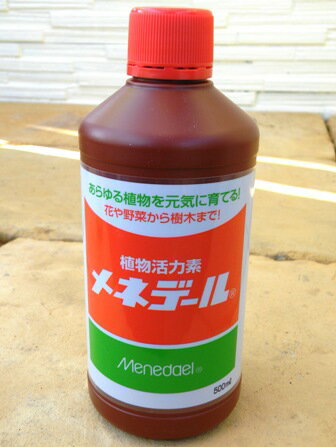 あらゆる植物を元気に育てる!
花や野菜から樹木まで!
植物活力素
メネデール®
Menedael®
500ml